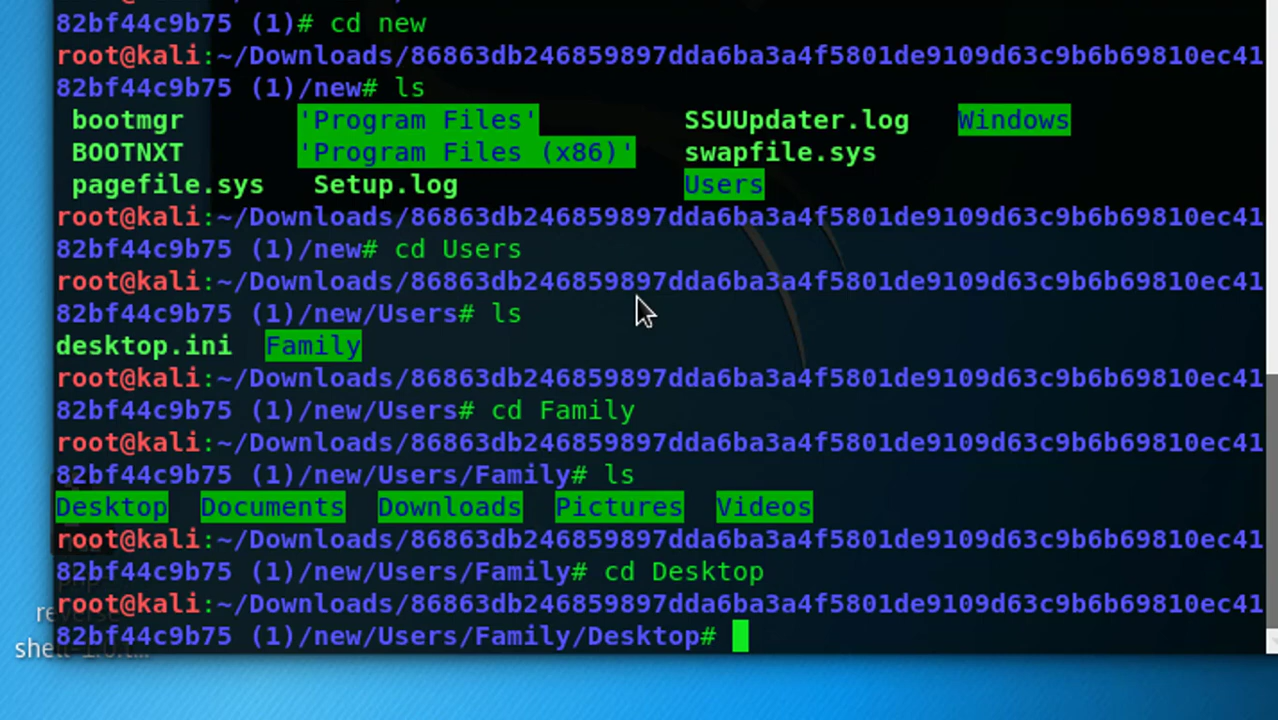 82bf44c9b75 (1)# cd new
root@kali:~/Downloads/86863db246859897dda6ba3a4f5801de9109d63c9b6b69810ec41
82bf44c9b75 (1)/new# ls
bootmgr 'Program Files' SSUUpdater.log Windows
BOOTNXT 'Program Files (x86)' swapfile.sys
pagefile.sys Setup.log Users
root@kali:~/Downloads/86863db246859897dda6ba3a4f5801de9109d63c9b6b69810ec41
82bf44c9b75 (1)/new# cd Users
root@kali:~/Downloads/86863db246859897dda6ba3a4f5801de9109d63c9b6b69810ec41
82bf44c9b75 (1)/new/Users# ls
desktop.ini Family
root@kali:~/Downloads/86863db246859897dda6ba3a4f5801de9109d63c9b6b69810ec41
82bf44c9b75 (1)/new/Users# cd Family
root@kali:~/Downloads/86863db246859897dda6ba3a4f5801de9109d63c9b6b69810ec41
82bf44c9b75 (1)/new/Users/Family# ls
Desktop Documents Downloads Pictures Videos
root@kali:~/Downloads/86863db246859897dda6ba3a4f5801de9109d63c9b6b69810ec41
82bf44c9b75 (1)/new/Users/Family# cd Desktop
root@kali:~/Downloads/86863db246859897dda6ba3a4f5801de9109d63c9b6b69810ec41
82bf44c9b75 (1)/new/Users/Family/Desktop#